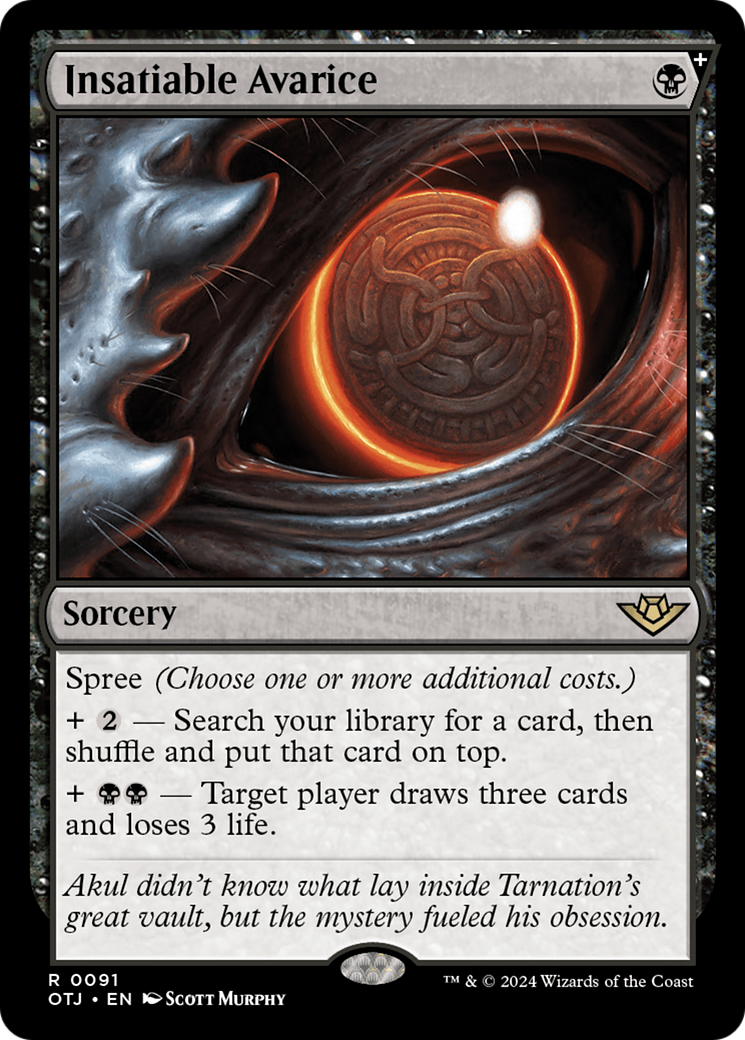 Insatiable Avarice
Sorcery
Spree (Choose one or more additional costs.)
+ 2 — Search your library for a card, then
shuffle and put that card on top.
+ — Target player draws three cards
and loses 3 life.
Akul didn't know what lay inside Tarnation's
great vault, but the mystery fueled his obsession.
R 0091
OTJ • EN Scott Murphy
™ & © 2024 Wizards of the Coast